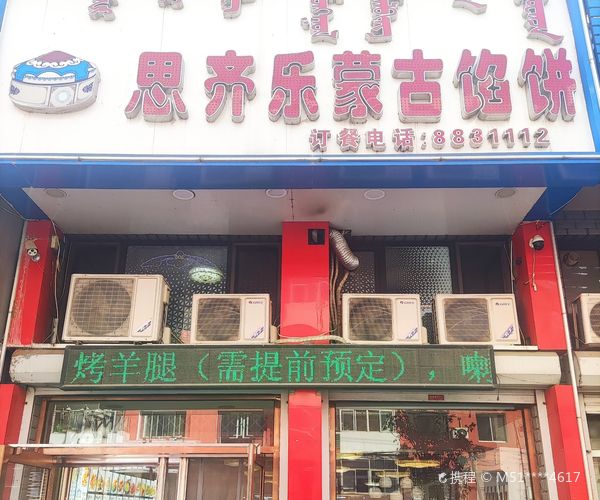 思齐乐蒙古馅饼
订餐电话:8831112
烤羊腿（需提前预定），喇
携程 © M51****4617